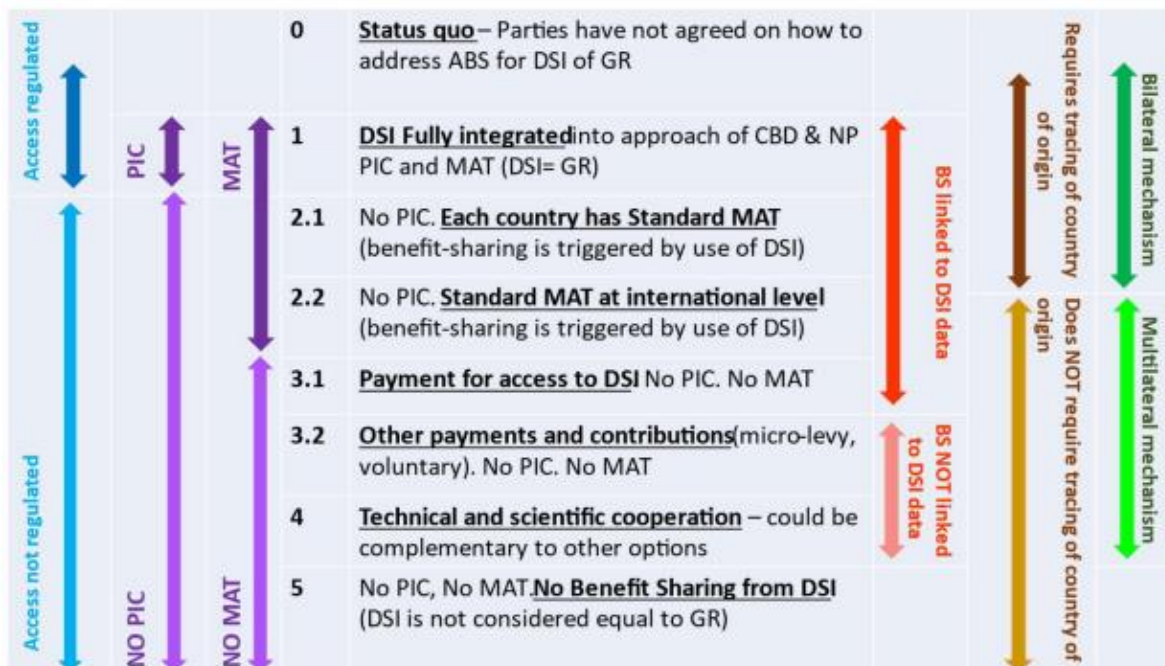 Access regulated
Access not regulated
PIC
NO PIC
MAT
NO MAT
0 Status quo – Parties have not agreed on how to
address ABS for DSI of GR
1 DSI Fully integratedinto approach of CBD & NP
PIC and MAT (DSI= GR)
2.1 No PIC. Each country has Standard MAT
(benefit-sharing is triggered by use of DSI)
2.2 No PIC. Standard MAT at international level
(benefit-sharing is triggered by use of DSI)
3.1 Payment for access to DSI No PIC. No MAT
3.2 Other payments and contributions(micro-levy,
voluntary). No PIC. No MAT
4 Technical and scientific cooperation – could be
complementary to other options
5 No PIC, No MAT.No Benefit Sharing from DSI
(DSI is not considered equal to GR)
BS linked to DSI data
BS NOT linked
to DSI data
Requires tracing of country
of origin
Does NOT require tracing of country of
origin
Bilateral mechanism
Multilateral mechanism